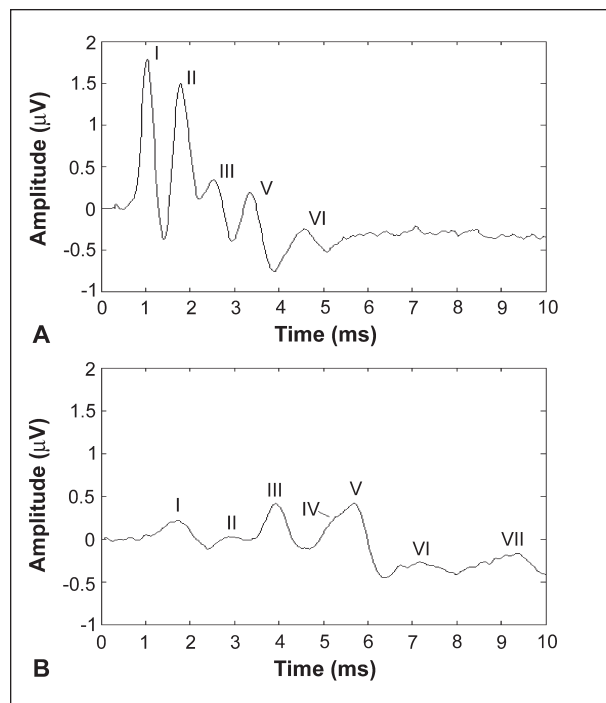 2
I
1.5
II
1
0.5
III
V
0
VI
-0.5
-1
Amplitude (μV)
0 1 2 3 4 5 6 7 8 9 10
A Time (ms)
2
1.5
1
0.5
III
V
I
IV
II
0
VI
VII
-0.5
-1
Amplitude (μV)
0 1 2 3 4 5 6 7 8 9 10
B Time (ms)